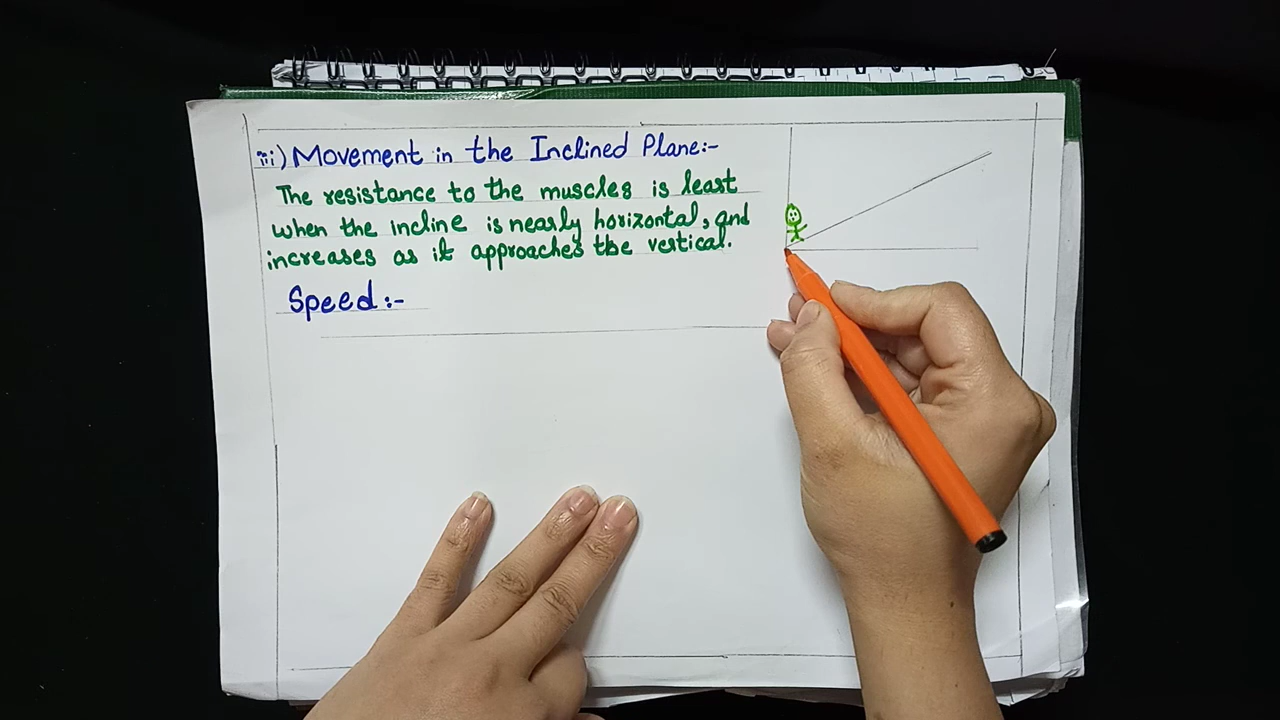 iii) Movement in the Inclined Plane:-
The resistance to the muscles is least
when the incline is nearly horizontal, and
increases as it approaches the vertical.
Speed:-